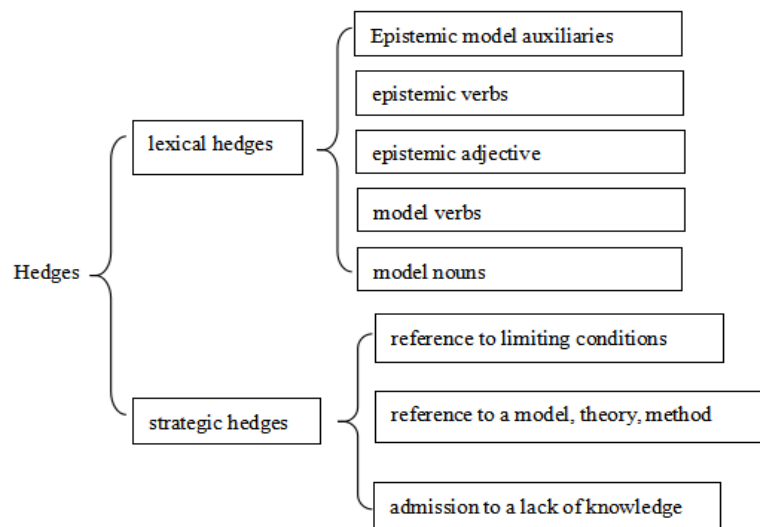 Epistemic model auxiliaries
epistemic verbs
lexical hedges
epistemic adjective
model verbs
Hedges
model nouns
reference to limiting conditions
reference to a model, theory, method
strategic hedges
admission to a lack of knowledge